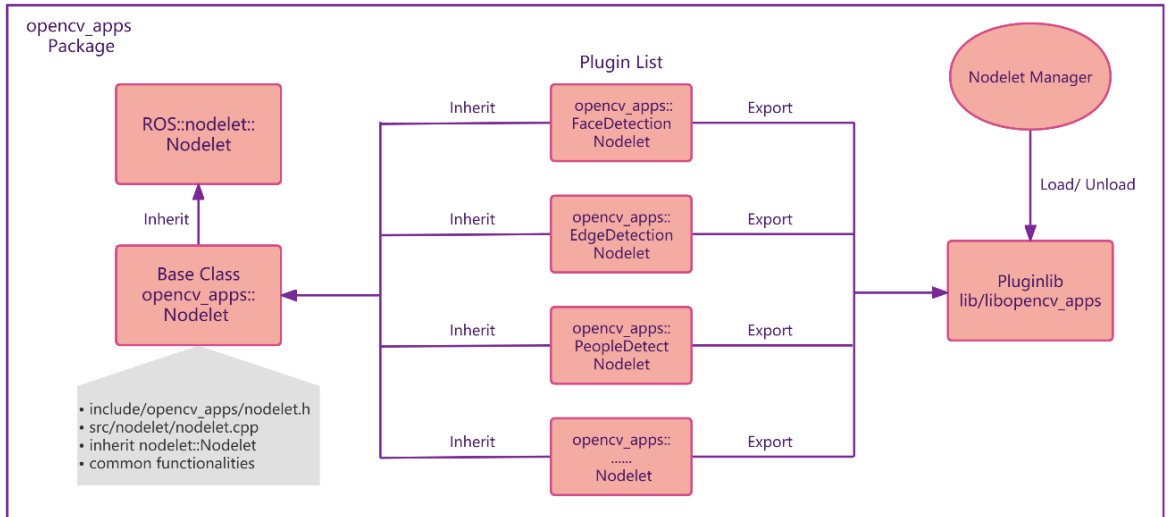 opencv_apps
Package
ROS::nodelet::
Nodelet
Inherit
Base Class
opencv_apps::
Nodelet
• include/opencv_apps/nodelet.h
• src/nodelet/nodelet.cpp
• inherit nodelet::Nodelet
• common functionalities
Plugin List
Inherit
opencv_apps::
FaceDetection
Nodelet
Export
Inherit
opencv_apps::
EdgeDetection
Nodelet
Export
Inherit
opencv_apps::
PeopleDetect
Nodelet
Export
Inherit
opencv_apps::
......
Nodelet
Export
Nodelet Manager
Load/ Unload
Pluginlib
lib/libopencv_apps